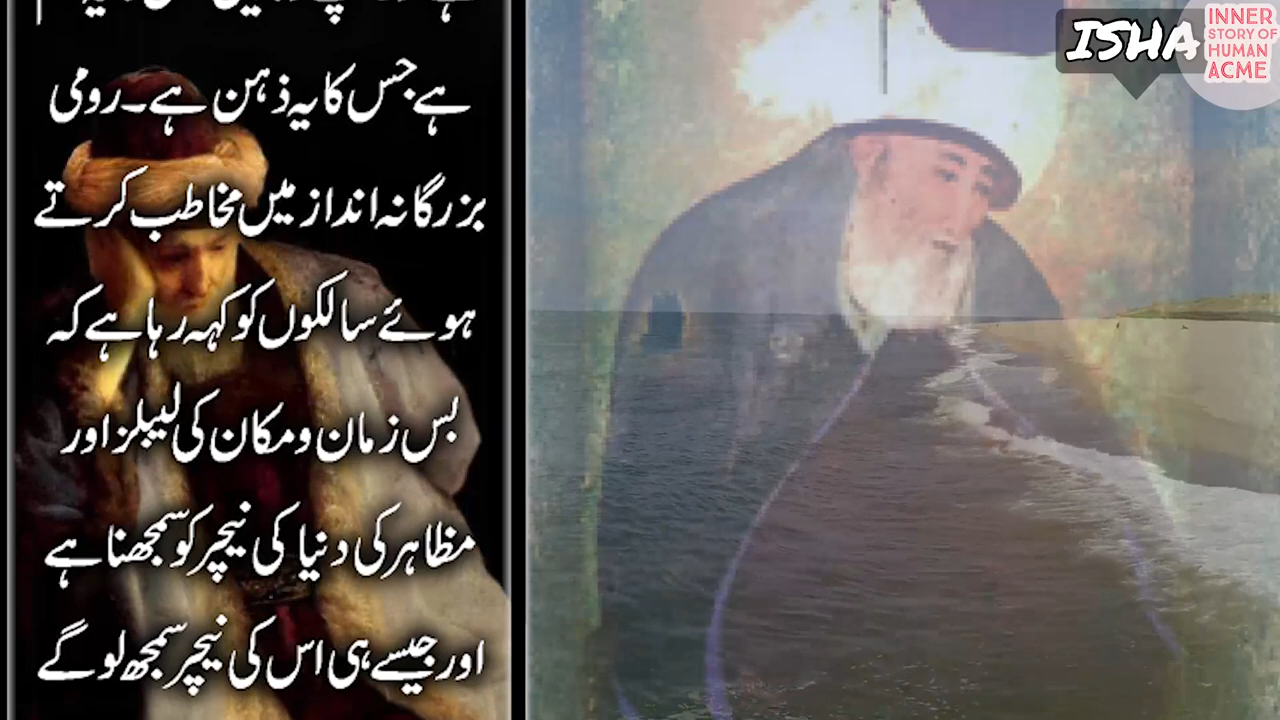 ہے جس کا یہ ذہن ہے۔ رومی
بزرگانہ انداز میں مخاطب کرتے
ہوئے سالکوں کو کہہ رہا ہے کہ
بس زمان و مکان کی لیبلز اور
مظاہر کی دنیا کی نیچر کو سمجھنا ہے
اور جیسے ہی اس کی نیچر سمجھ لو گے
ISHA
INNER
STORY OF
HUMAN
ACME